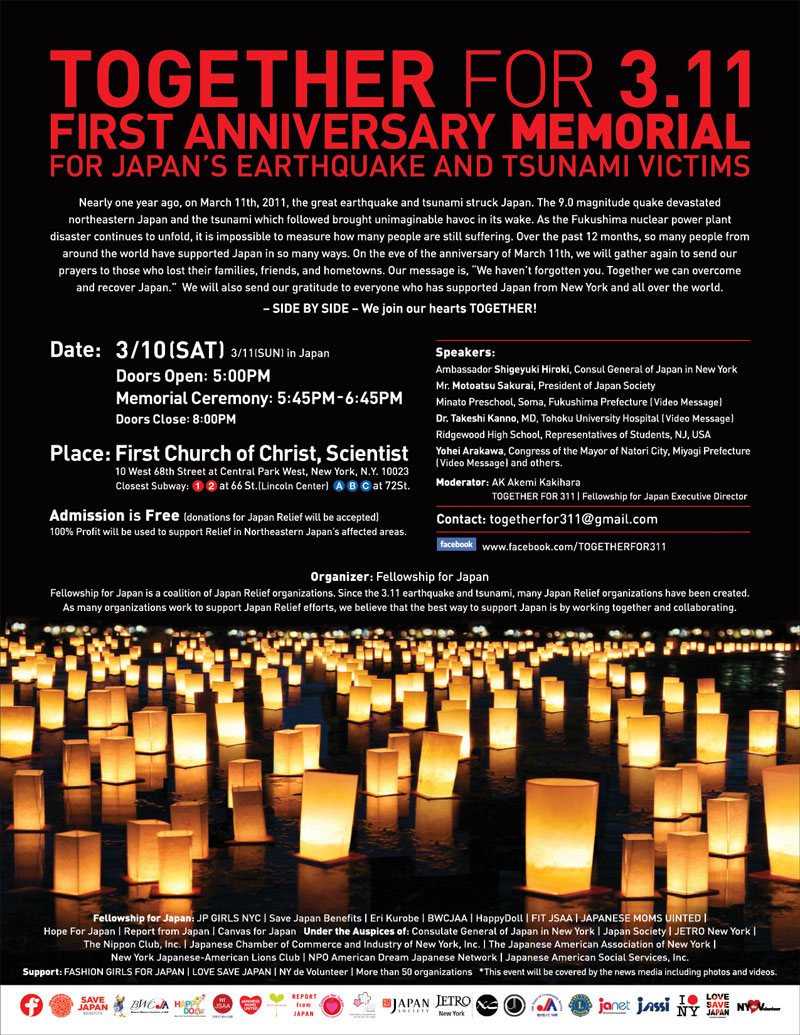 TOGETHER FOR 3.11
FIRST ANNIVERSARY MEMORIAL
FOR JAPAN'S EARTHQUAKE AND TSUNAMI VICTIMS
Nearly one year ago, on March 11th, 2011, the great earthquake and tsunami struck Japan. The 9.0 magnitude quake devastated
northeastern Japan and the tsunami which followed brought unimaginable havoc in its wake. As the Fukushima nuclear power plant
disaster continues to unfold, it is impossible to measure how many people are still suffering. Over the past 12 months, so many people from
around the world have supported Japan in so many ways. On the eve of the anniversary of March 11th, we will gather again to send our
prayers to those who lost their families, friends, and hometowns. Our message is, "We haven't forgotten you. Together we can overcome
and recover Japan." We will also send our gratitude to everyone who has supported Japan from New York and all over the world.
– SIDE BY SIDE – We join our hearts TOGETHER!
Date: 3/10(SAT) 3/11(SUN) in Japan
Doors Open: 5:00PM
Memorial Ceremony: 5:45PM-6:45PM
Doors Close: 8:00PM
Place: First Church of Christ, Scientist
10 West 68th Street at Central Park West, New York, N.Y. 10023
Closest Subway: 1 2 at 66 St.(Lincoln Center) A B C at 72St.
Admission is Free (donations for Japan Relief will be accepted)
100% Profit will be used to support Relief in Northeastern Japan's affected areas.
Speakers:
Ambassador Shigeyuki Hiroki, Consul General of Japan in New York
Mr. Motoatsu Sakurai, President of Japan Society
Minato Preschool, Soma, Fukushima Prefecture (Video Message)
Dr. Takeshi Kanno, MD, Tohoku University Hospital (Video Message)
Ridgewood High School, Representatives of Students, NJ, USA
Yohei Arakawa, Congress of the Mayor of Natori City, Miyagi Prefecture
(Video Message) and others.
Moderator: AK Akemi Kakihara
TOGETHER FOR 311 | Fellowship for Japan Executive Director
Contact: togetherfor311@gmail.com
facebook www.facebook.com/TOGETHERFOR311
Organizer: Fellowship for Japan
Fellowship for Japan is a coalition of Japan Relief organizations. Since the 3.11 earthquake and tsunami, many Japan Relief organizations have been created.
As many organizations work to support Japan Relief efforts, we believe that the best way to support Japan is by working together and collaborating.
Fellowship for Japan: JP GIRLS NYC | Save Japan Benefits | Eri Kurobe | BWCJAA | HappyDoll | FIT JSAA | JAPANESE MOMS UINTED |
Hope For Japan | Report from Japan | Canvas for Japan Under the Auspices of: Consulate General of Japan in New York | Japan Society | JETRO New York |
The Nippon Club, Inc. | Japanese Chamber of Commerce and Industry of New York, Inc. | The Japanese American Association of New York |
New York Japanese-American Lions Club | NPO American Dream Japanese Network | Japanese American Social Services, Inc.
Support: FASHION GIRLS FOR JAPAN | LOVE SAVE JAPAN | NY de Volunteer | More than 50 organizations *This event will be covered by the news media including photos and videos.
SAVE JAPAN BENEFITS
BWCJAA
HAPPY DOLL
FIT JSAA
JAPANESE MOMS UNITED
REPORT from JAPAN
JAPAN SOCIETY
JETRO New York
janet
jassi
I NY
LOVE SAVE JAPAN
NY Volunteer